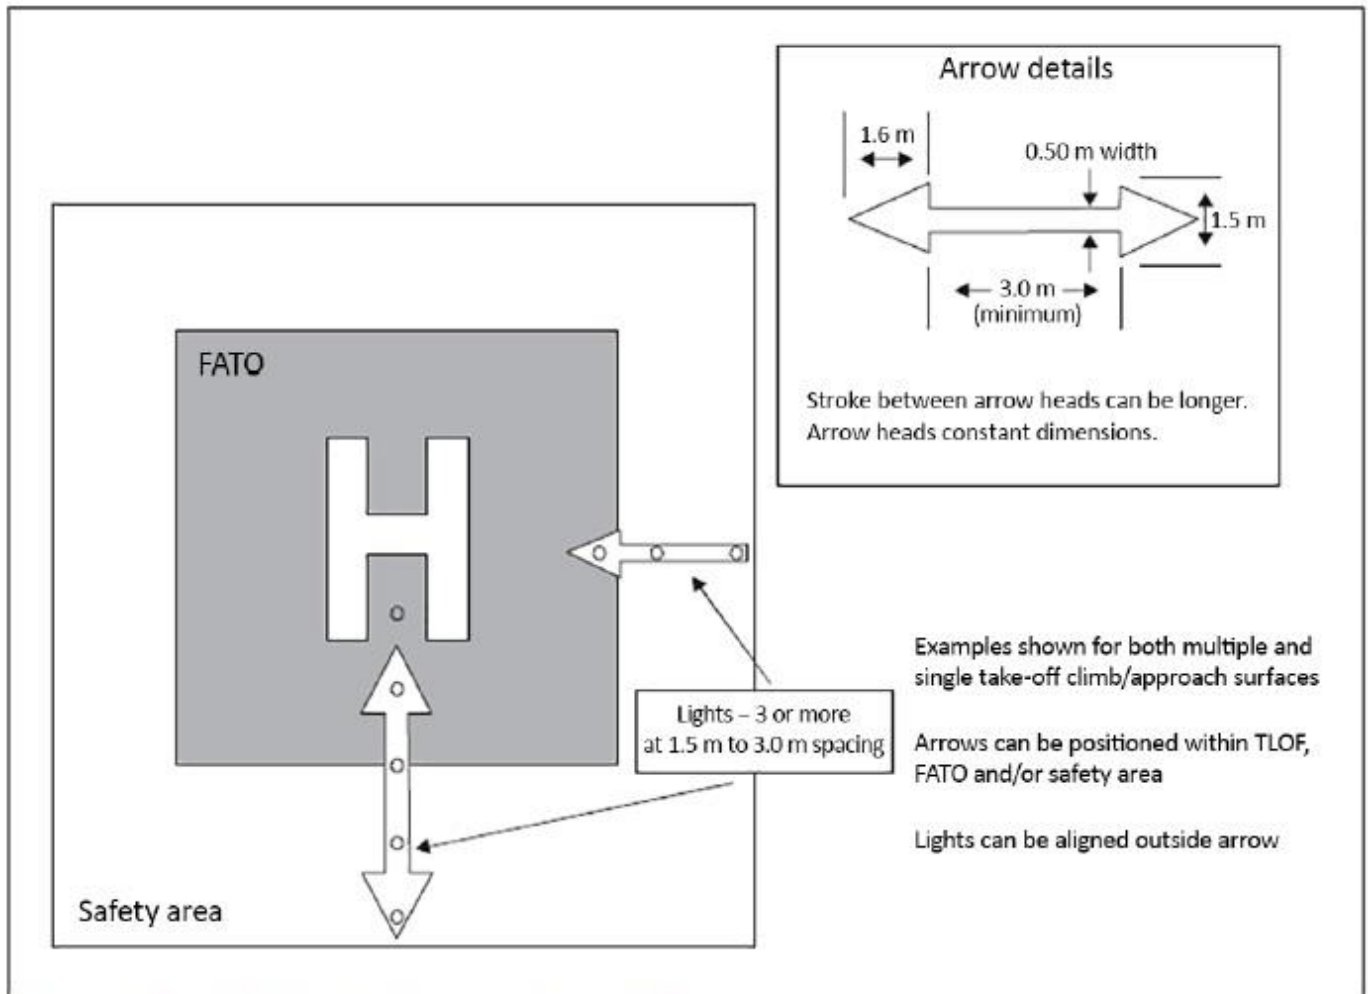 Arrow details
1.6 m
0.50 m width
1.5 m
3.0 m
(minimum)
Stroke between arrow heads can be longer.
Arrow heads constant dimensions.
FATO
H
Lights – 3 or more
at 1.5 m to 3.0 m spacing
Examples shown for both multiple and
single take-off climb/approach surfaces
Arrows can be positioned within TLOF,
FATO and/or safety area
Lights can be aligned outside arrow
Safety area